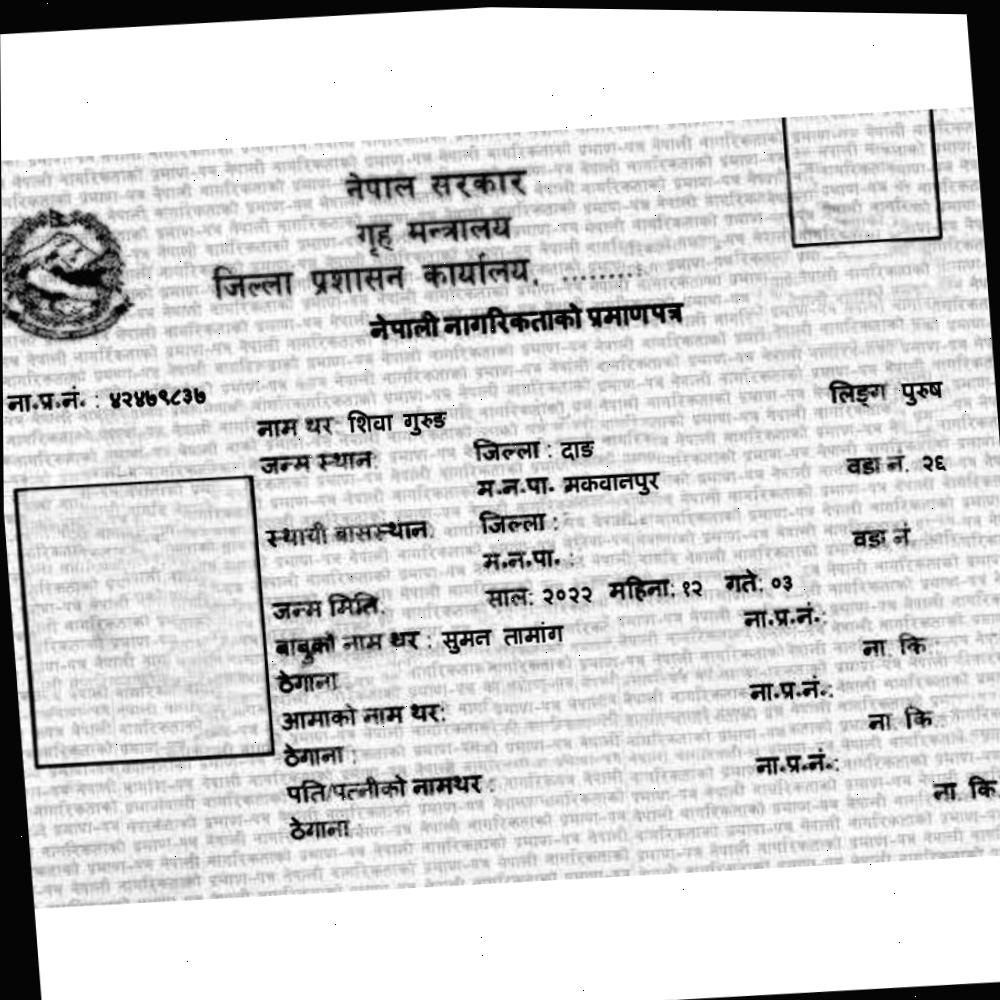 नेपाल सरकार
गृह मन्त्रालय
जिल्ला प्रशासन कार्यालय, ........:
नेपाली नागरिकताको प्रमाणपत्र
ना.प्र.नं. : ४२४७९८३७
लिङ्ग पुरुष
नाम थर: शिवा गुरुङ
जन्म स्थान: जिल्ला : दाङ
वडा नं. २६
म.न.पा. मकवानपुर
स्थायी बासस्थान: जिल्ला :
वडा नं.
म.न.पा. :
जन्म मिति: साल: २०२२ महिना: १२ गते: ०३
ना.प्र.नं.:
बाबुको नाम थर : सुमन तामांग
ना. कि.:
ठेगाना:
ना.प्र.नं.:
आमाको नाम थर:
ना. कि.
ठेगाना :
ना.प्र.नं.:
पति/पत्नीको नामथर :
ना. कि
ठेगाना :